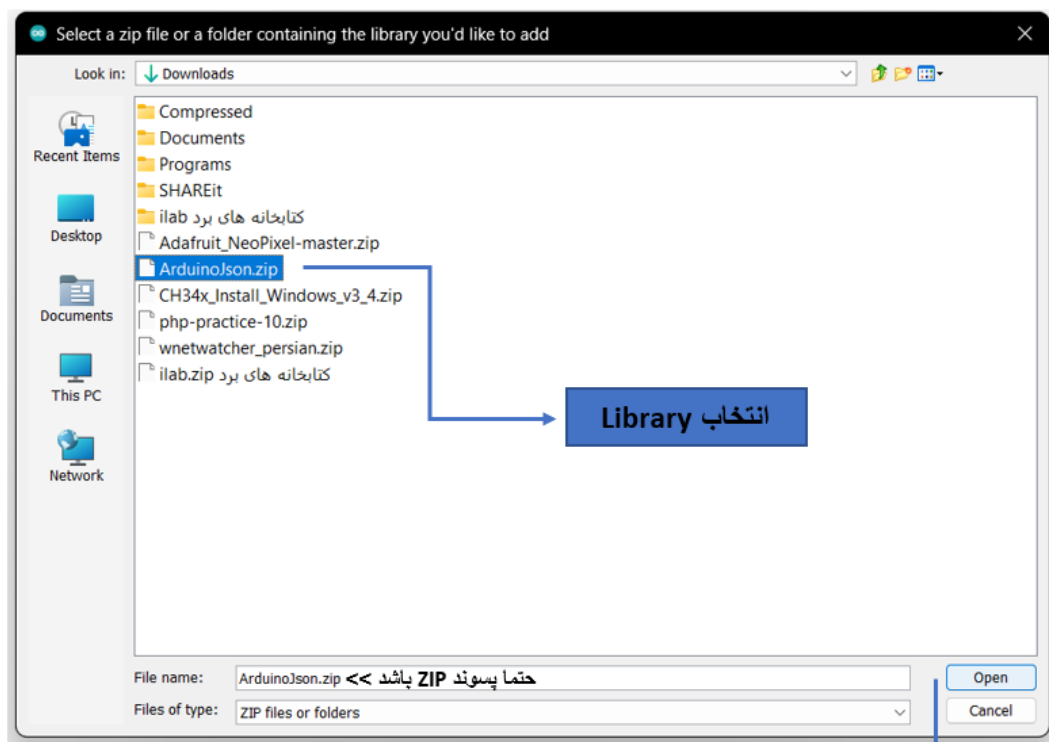 Select a zip file or a folder containing the library you'd like to add
Look in:
Downloads
Recent Items
Desktop
Documents
This PC
Network
Compressed
Documents
Programs
SHAREit
کتابخانه های برد ilab
Adafruit_NeoPixel-master.zip
ArduinoJson.zip
CH34x_Install_Windows_v3_4.zip
php-practice-10.zip
wnetwatcher_persian.zip
کتابخانه های برد ilab.zip
انتخاب Library
File name:
ArduinoJson.zip << حتما پسوند ZIP باشد
Open
Files of type:
ZIP files or folders
Cancel